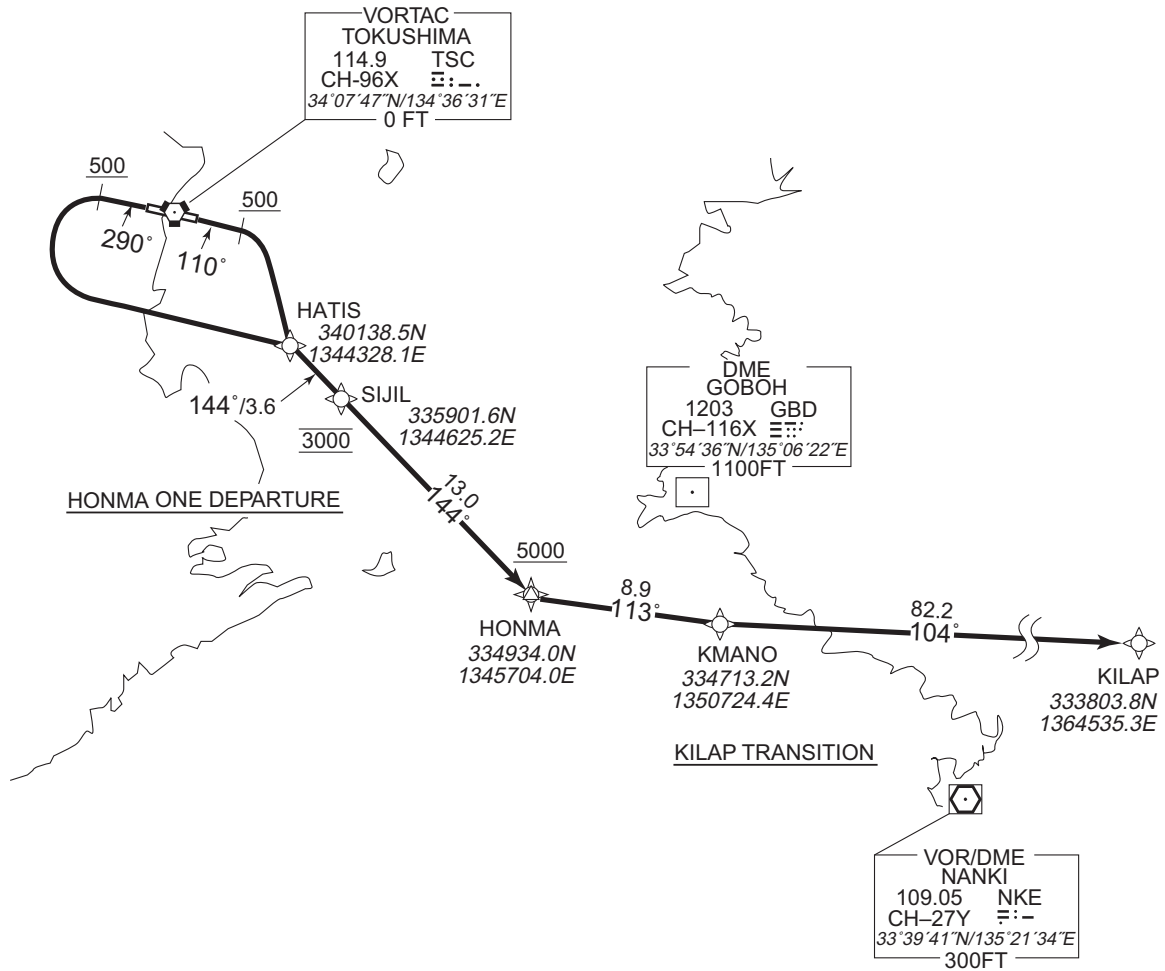 VORTAC
TOKUSHIMA
114.9 TSC
CH-96X
34°07´47˝N/134°36´31˝E
0 FT
500
500
290°
110°
HATIS
340138.5N
1344328.1E
144°/3.6
SIJIL
335901.6N
1344625.2E
3000
HONMA ONE DEPARTURE
13.0
144°
DME
GOBOH
1203 GBD
CH–116X
33°54´36˝N/135°06´22˝E
1100FT
5000
HONMA
334934.0N
1345704.0E
8.9
113°
KMANO
334713.2N
1350724.4E
82.2
104°
KILAP
333803.8N
1364535.3E
KILAP TRANSITION
VOR/DME
NANKI
109.05 NKE
CH–27Y
33°39´41˝N/135°21´34˝E
300FT